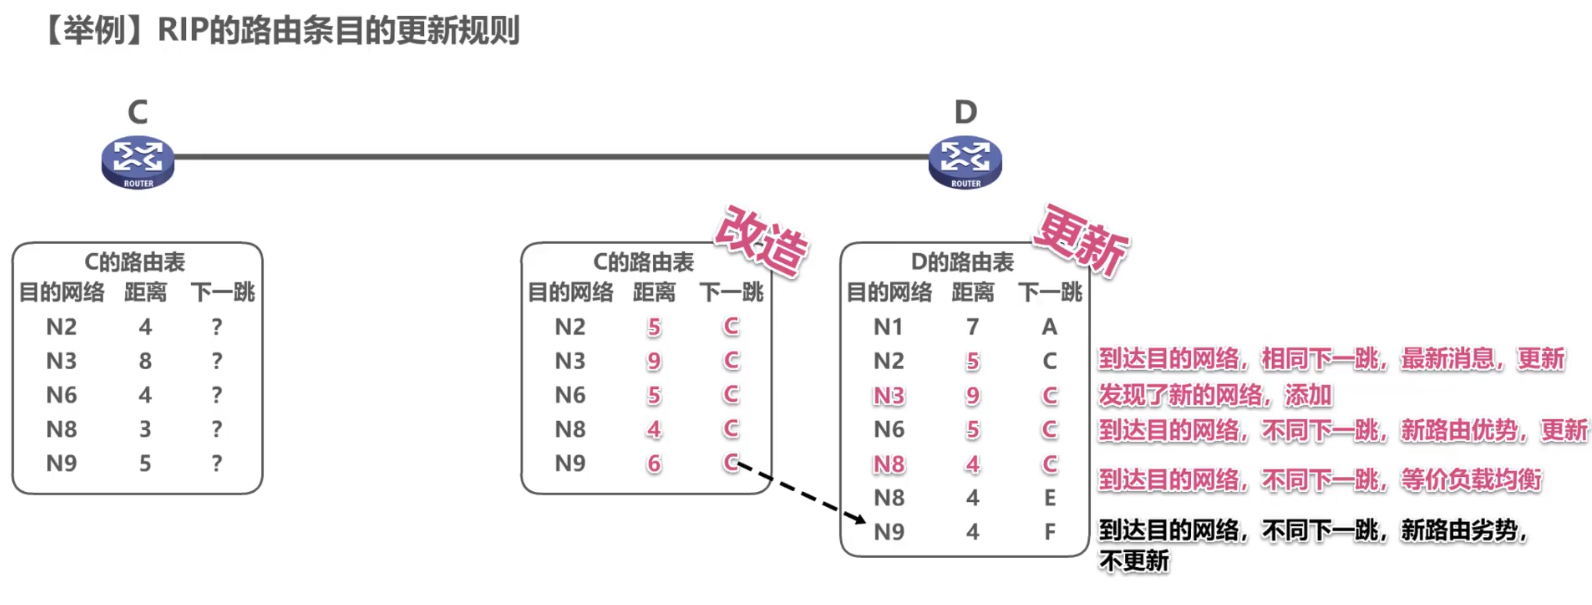 【举例】RIP的路由条目的更新规则
C
D
ROUTER
ROUTER
改造
更新
C的路由表
目的网络 距离 下一跳
N2 4 ?
N3 8 ?
N6 4 ?
N8 3 ?
N9 5 ?
C的路由表
目的网络 距离 下一跳
N2 5 C
N3 9 C
N6 5 C
N8 4 C
N9 6 C
D的路由表
目的网络 距离 下一跳
N1 7 A
N2 5 C
N3 9 C
N6 5 C
N8 4 C
N8 4 E
N9 4 F
到达目的网络，相同下一跳，最新消息，更新
发现了新的网络，添加
到达目的网络，不同下一跳，新路由优势，更新
到达目的网络，不同下一跳，等价负载均衡
到达目的网络，不同下一跳，新路由劣势，
不更新